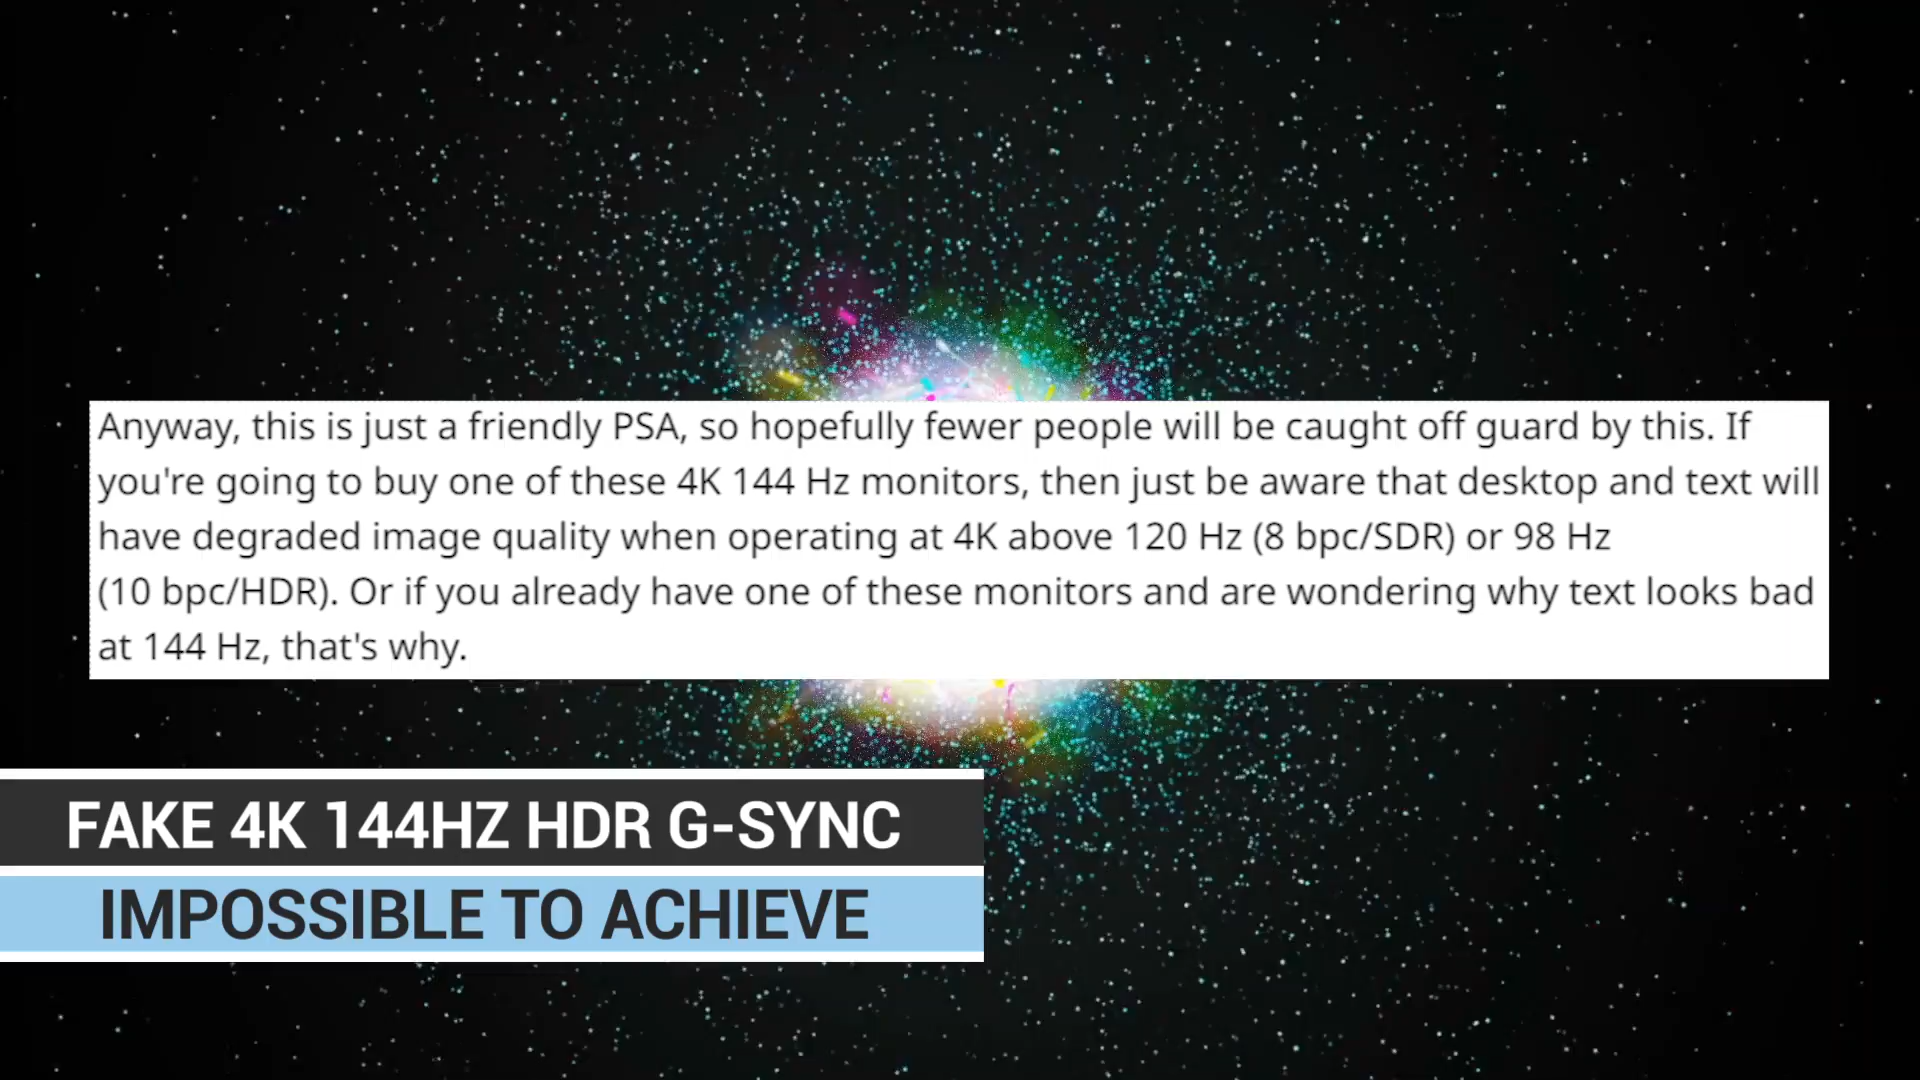 Anyway, this is just a friendly PSA, so hopefully fewer people will be caught off guard by this. If
you're going to buy one of these 4K 144 Hz monitors, then just be aware that desktop and text will
have degraded image quality when operating at 4K above 120 Hz (8 bpc/SDR) or 98 Hz
(10 bpc/HDR). Or if you already have one of these monitors and are wondering why text looks bad
at 144 Hz, that's why.
FAKE 4K 144HZ HDR G-SYNC
IMPOSSIBLE TO ACHIEVE